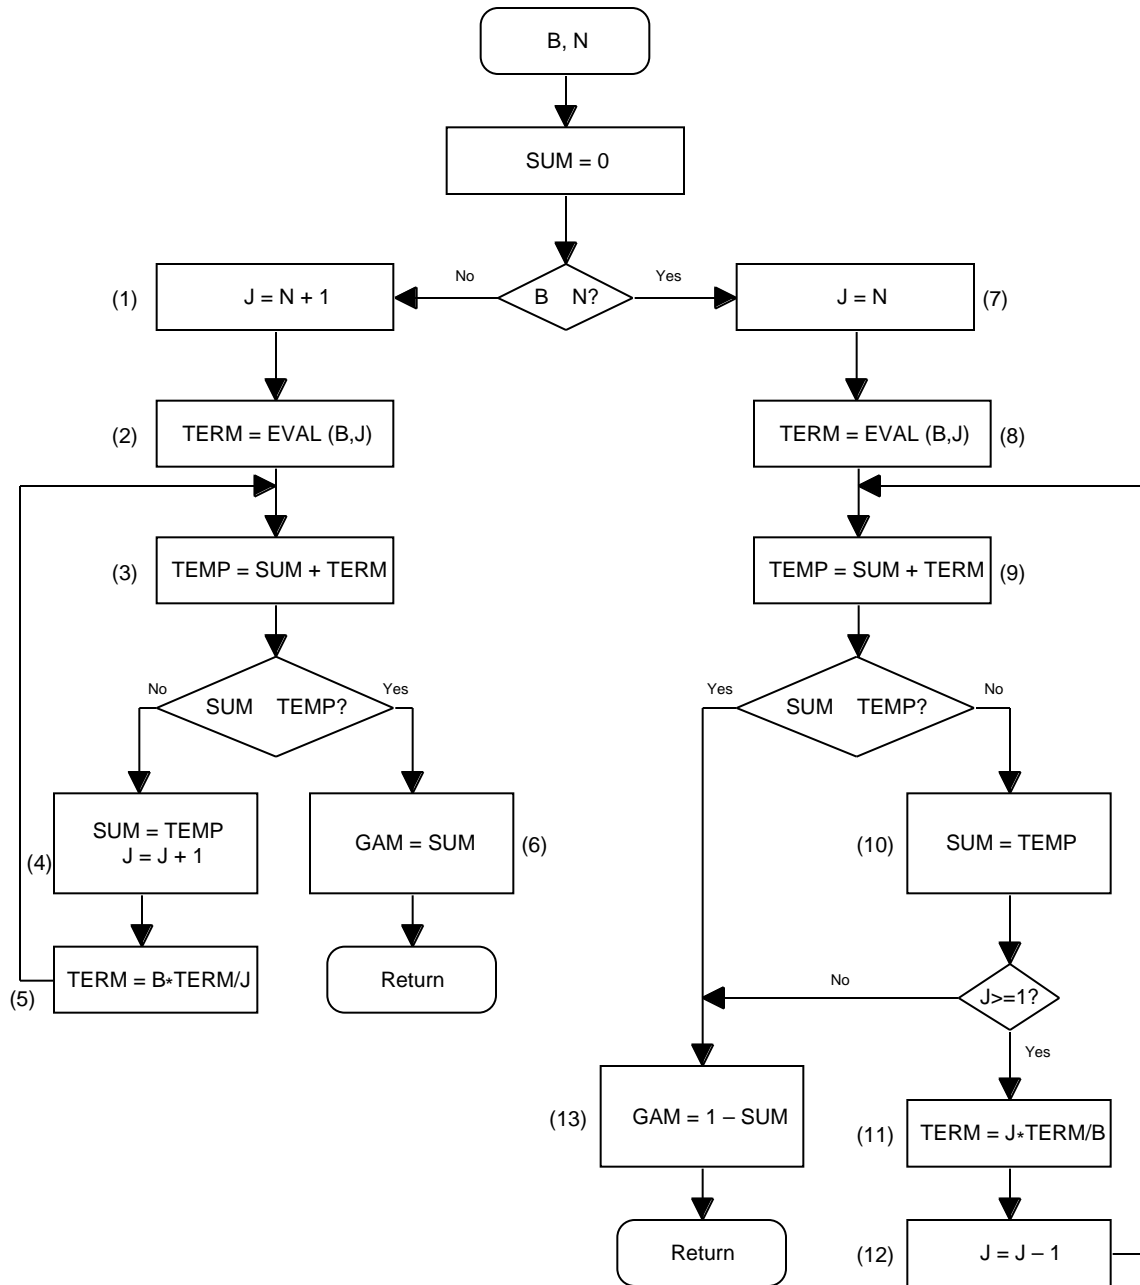 B, N
SUM = 0
No
Yes
(1)
J = N + 1
B N?
J = N
(7)
(2)
TERM = EVAL (B,J)
TERM = EVAL (B,J)
(8)
(3)
TEMP = SUM + TERM
TEMP = SUM + TERM
(9)
No
Yes
SUM TEMP?
Yes
No
SUM TEMP?
(4)
SUM = TEMP
J = J + 1
GAM = SUM
(6)
(10)
SUM = TEMP
(5)
TERM = B*TERM/J
Return
No
J>=1?
Yes
(13)
GAM = 1 – SUM
(11)
TERM = J*TERM/B
Return
(12)
J = J – 1